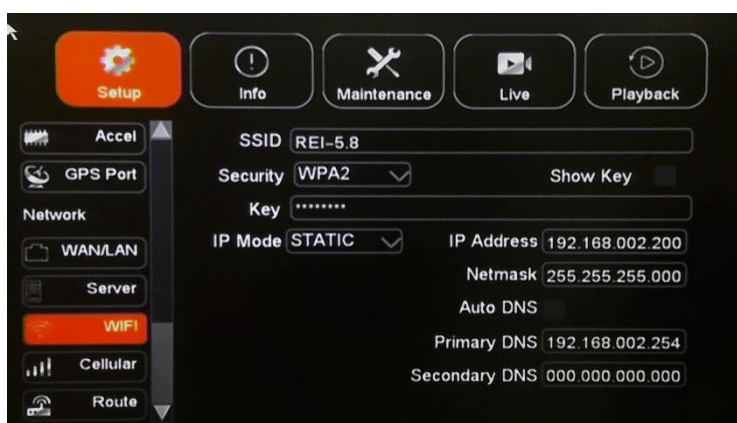 Setup
Info
Maintenance
Live
Playback
Accel
GPS Port
Network
WAN/LAN
Server
WIFI
Cellular
Route
SSID REI-5.8
Security WPA2 Show Key
Key ********
IP Mode STATIC IP Address 192.168.002.200
Netmask 255.255.255.000
Auto DNS
Primary DNS 192.168.002.254
Secondary DNS 000.000.000.000